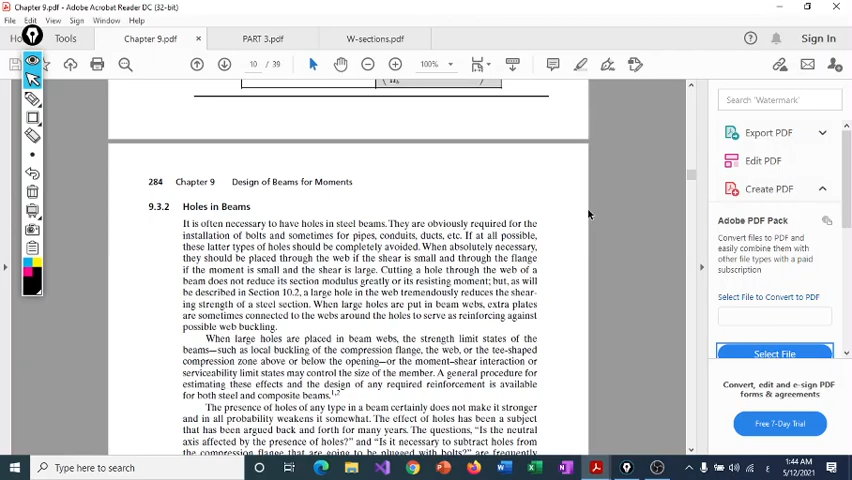 Chapter 9.pdf - Adobe Acrobat Reader DC (32-bit)
File Edit View Sign Window Help
Tools Chapter 9.pdf × PART 3.pdf W-sections.pdf Sign In
10 / 39 100%
284 Chapter 9 Design of Beams for Moments
9.3.2 Holes in Beams
It is often necessary to have holes in steel beams. They are obviously required for the
installation of bolts and sometimes for pipes, conduits, ducts, etc. If at all possible,
these latter types of holes should be completely avoided. When absolutely necessary,
they should be placed through the web if the shear is small and through the flange
if the moment is small and the shear is large. Cutting a hole through the web of a
beam does not reduce its section modulus greatly or its resisting moment; but, as will
be described in Section 10.2, a large hole in the web tremendously reduces the shear-
ing strength of a steel section. When large holes are put in beam webs, extra plates
are sometimes connected to the webs around the holes to serve as reinforcing against
possible web buckling.
When large holes are placed in beam webs, the strength limit states of the
beams—such as local buckling of the compression flange, the web, or the tee-shaped
compression zone above or below the opening—or the moment–shear interaction or
serviceability limit states may control the size of the member. A general procedure for
estimating these effects and the design of any required reinforcement is available
for both steel and composite beams.1,2
The presence of holes of any type in a beam certainly does not make it stronger
and in all probability weakens it somewhat. The effect of holes has been a subject
that has been argued back and forth for many years. The questions, "Is the neutral
axis affected by the presence of holes?" and "Is it necessary to subtract holes from
the compression flange that are going to be plugged with bolts?" are frequently
Search 'Watermark'
Export PDF
Edit PDF
Create PDF
Adobe PDF Pack
Convert files to PDF and
easily combine them with
other file types with a paid
subscription
Select File to Convert to PDF
Select File
Convert, edit and e-sign PDF
forms & agreements
Free 7-Day Trial
Type here to search
1:44 AM
5/12/2021